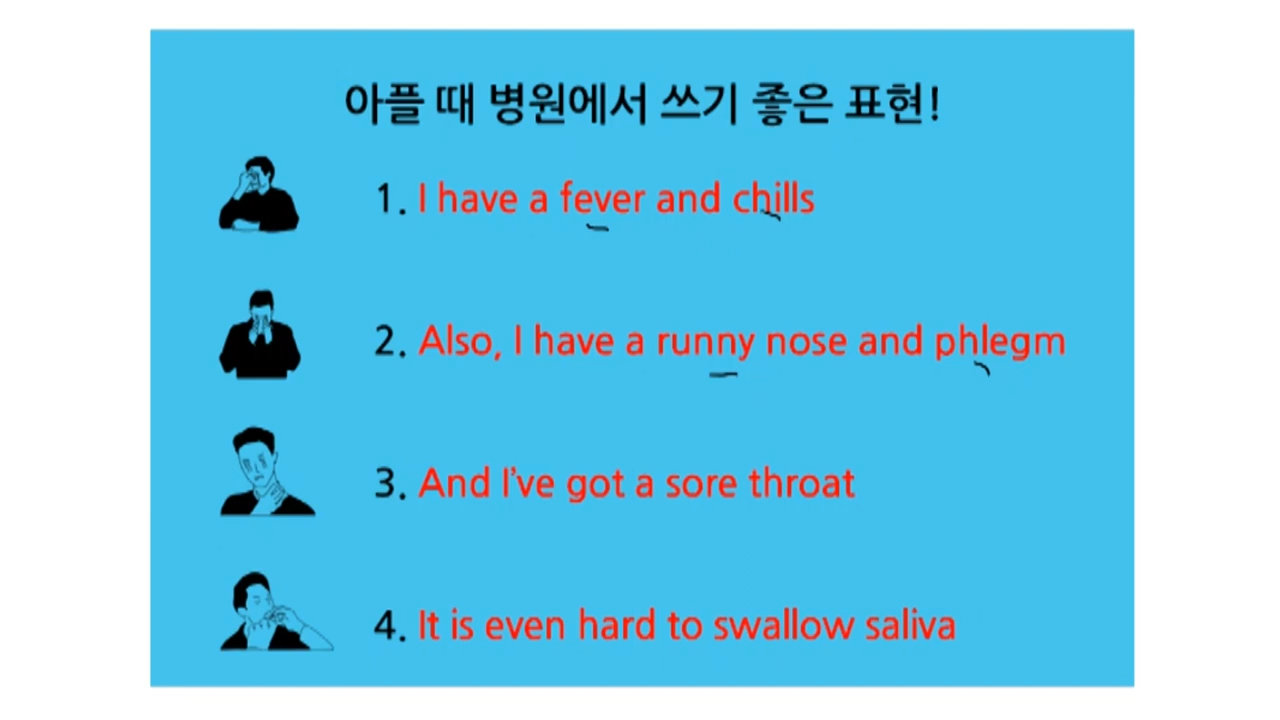 아플 때 병원에서 쓰기 좋은 표현!
1. I have a fever and chills
2. Also, I have a runny nose and phlegm
3. And I've got a sore throat
4. It is even hard to swallow saliva